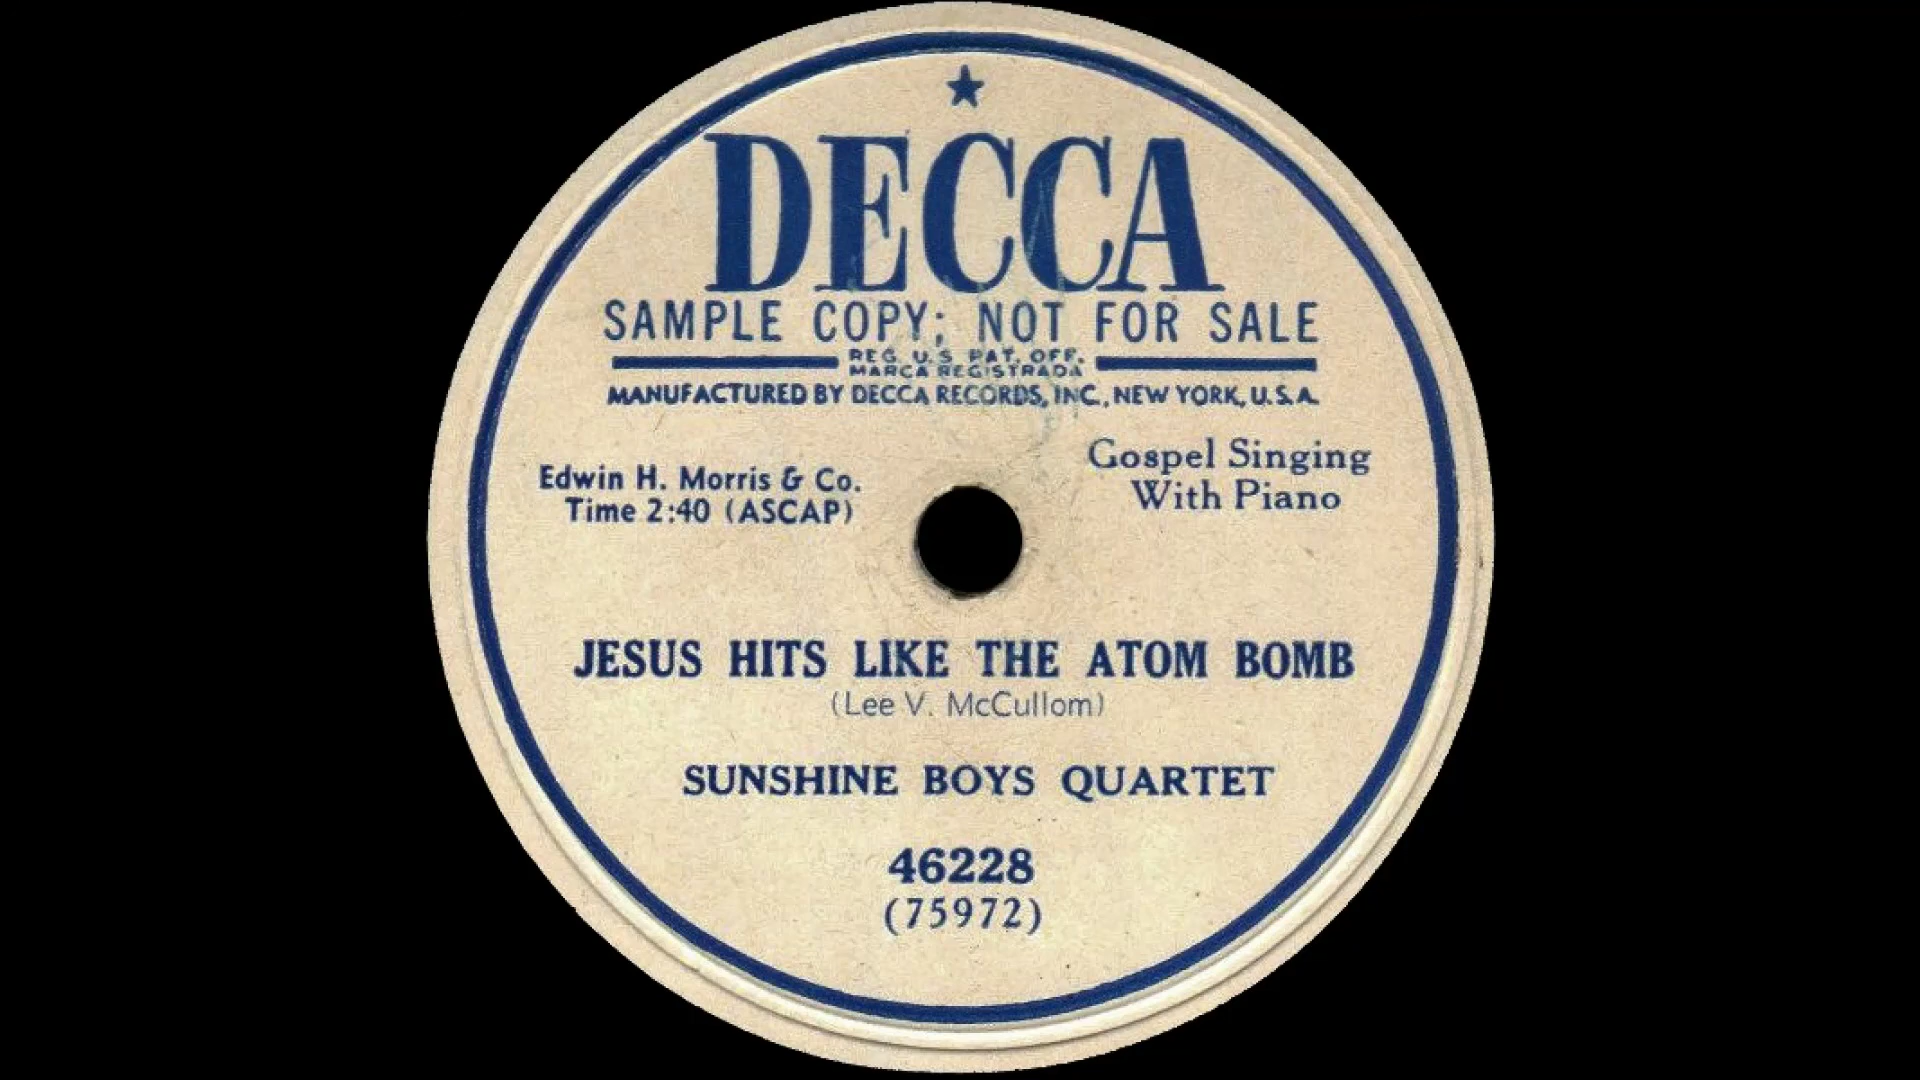 DECCA
SAMPLE COPY; NOT FOR SALE
REG. U.S. PAT. OFF.
MARCA REGISTRADA
MANUFACTURED BY DECCA RECORDS, INC., NEW YORK, U.S.A.
Edwin H. Morris & Co.
Time 2:40 (ASCAP)
Gospel Singing
With Piano
JESUS HITS LIKE THE ATOM BOMB
(Lee V. McCullom)
SUNSHINE BOYS QUARTET
46228
(75972)